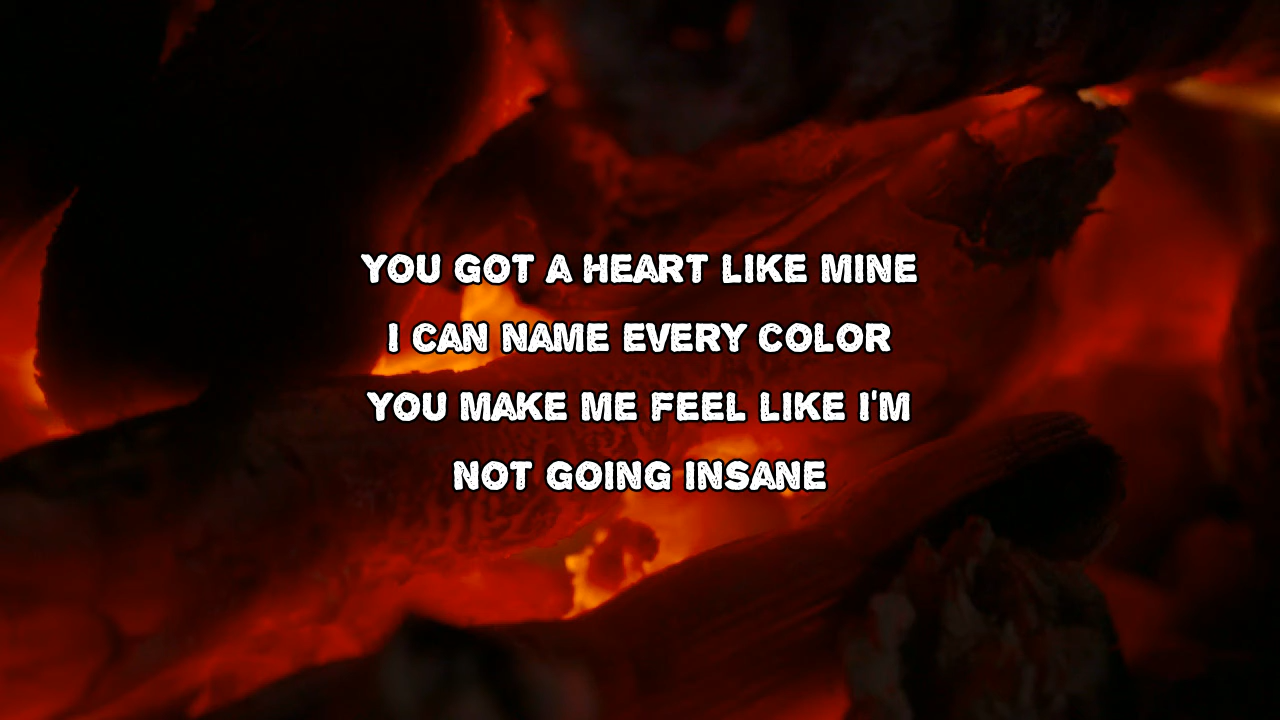 YOU GOT A HEART LIKE MINE
I CAN NAME EVERY COLOR
YOU MAKE ME FEEL LIKE I'M
NOT GOING INSANE